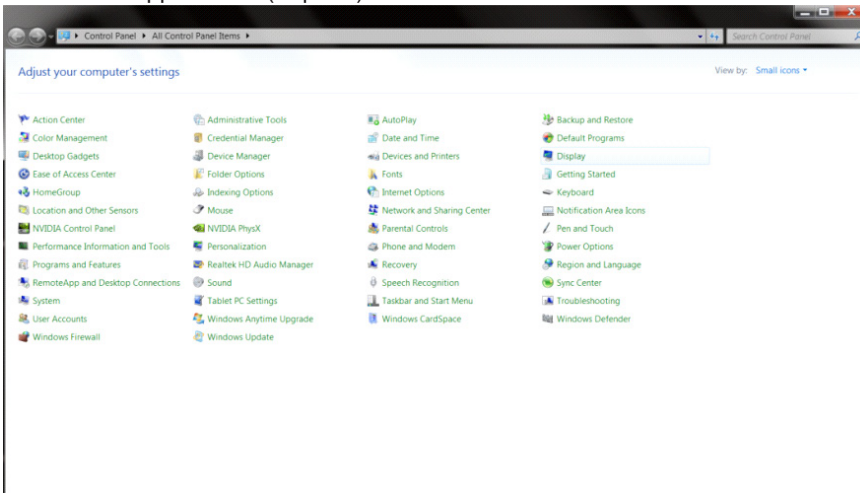 Control Panel ▸ All Control Panel Items ▸ Search Control Panel
Adjust your computer's settings View by: Small icons
Action Center Administrative Tools AutoPlay Backup and Restore
Color Management Credential Manager Date and Time Default Programs
Desktop Gadgets Device Manager Devices and Printers Display
Ease of Access Center Folder Options Fonts Getting Started
HomeGroup Indexing Options Internet Options Keyboard
Location and Other Sensors Mouse Network and Sharing Center Notification Area Icons
NVIDIA Control Panel NVIDIA PhysX Parental Controls Pen and Touch
Performance Information and Tools Personalization Phone and Modem Power Options
Programs and Features Realtek HD Audio Manager Recovery Region and Language
RemoteApp and Desktop Connections Sound Speech Recognition Sync Center
System Tablet PC Settings Taskbar and Start Menu Troubleshooting
User Accounts Windows Anytime Upgrade Windows CardSpace Windows Defender
Windows Firewall Windows Update